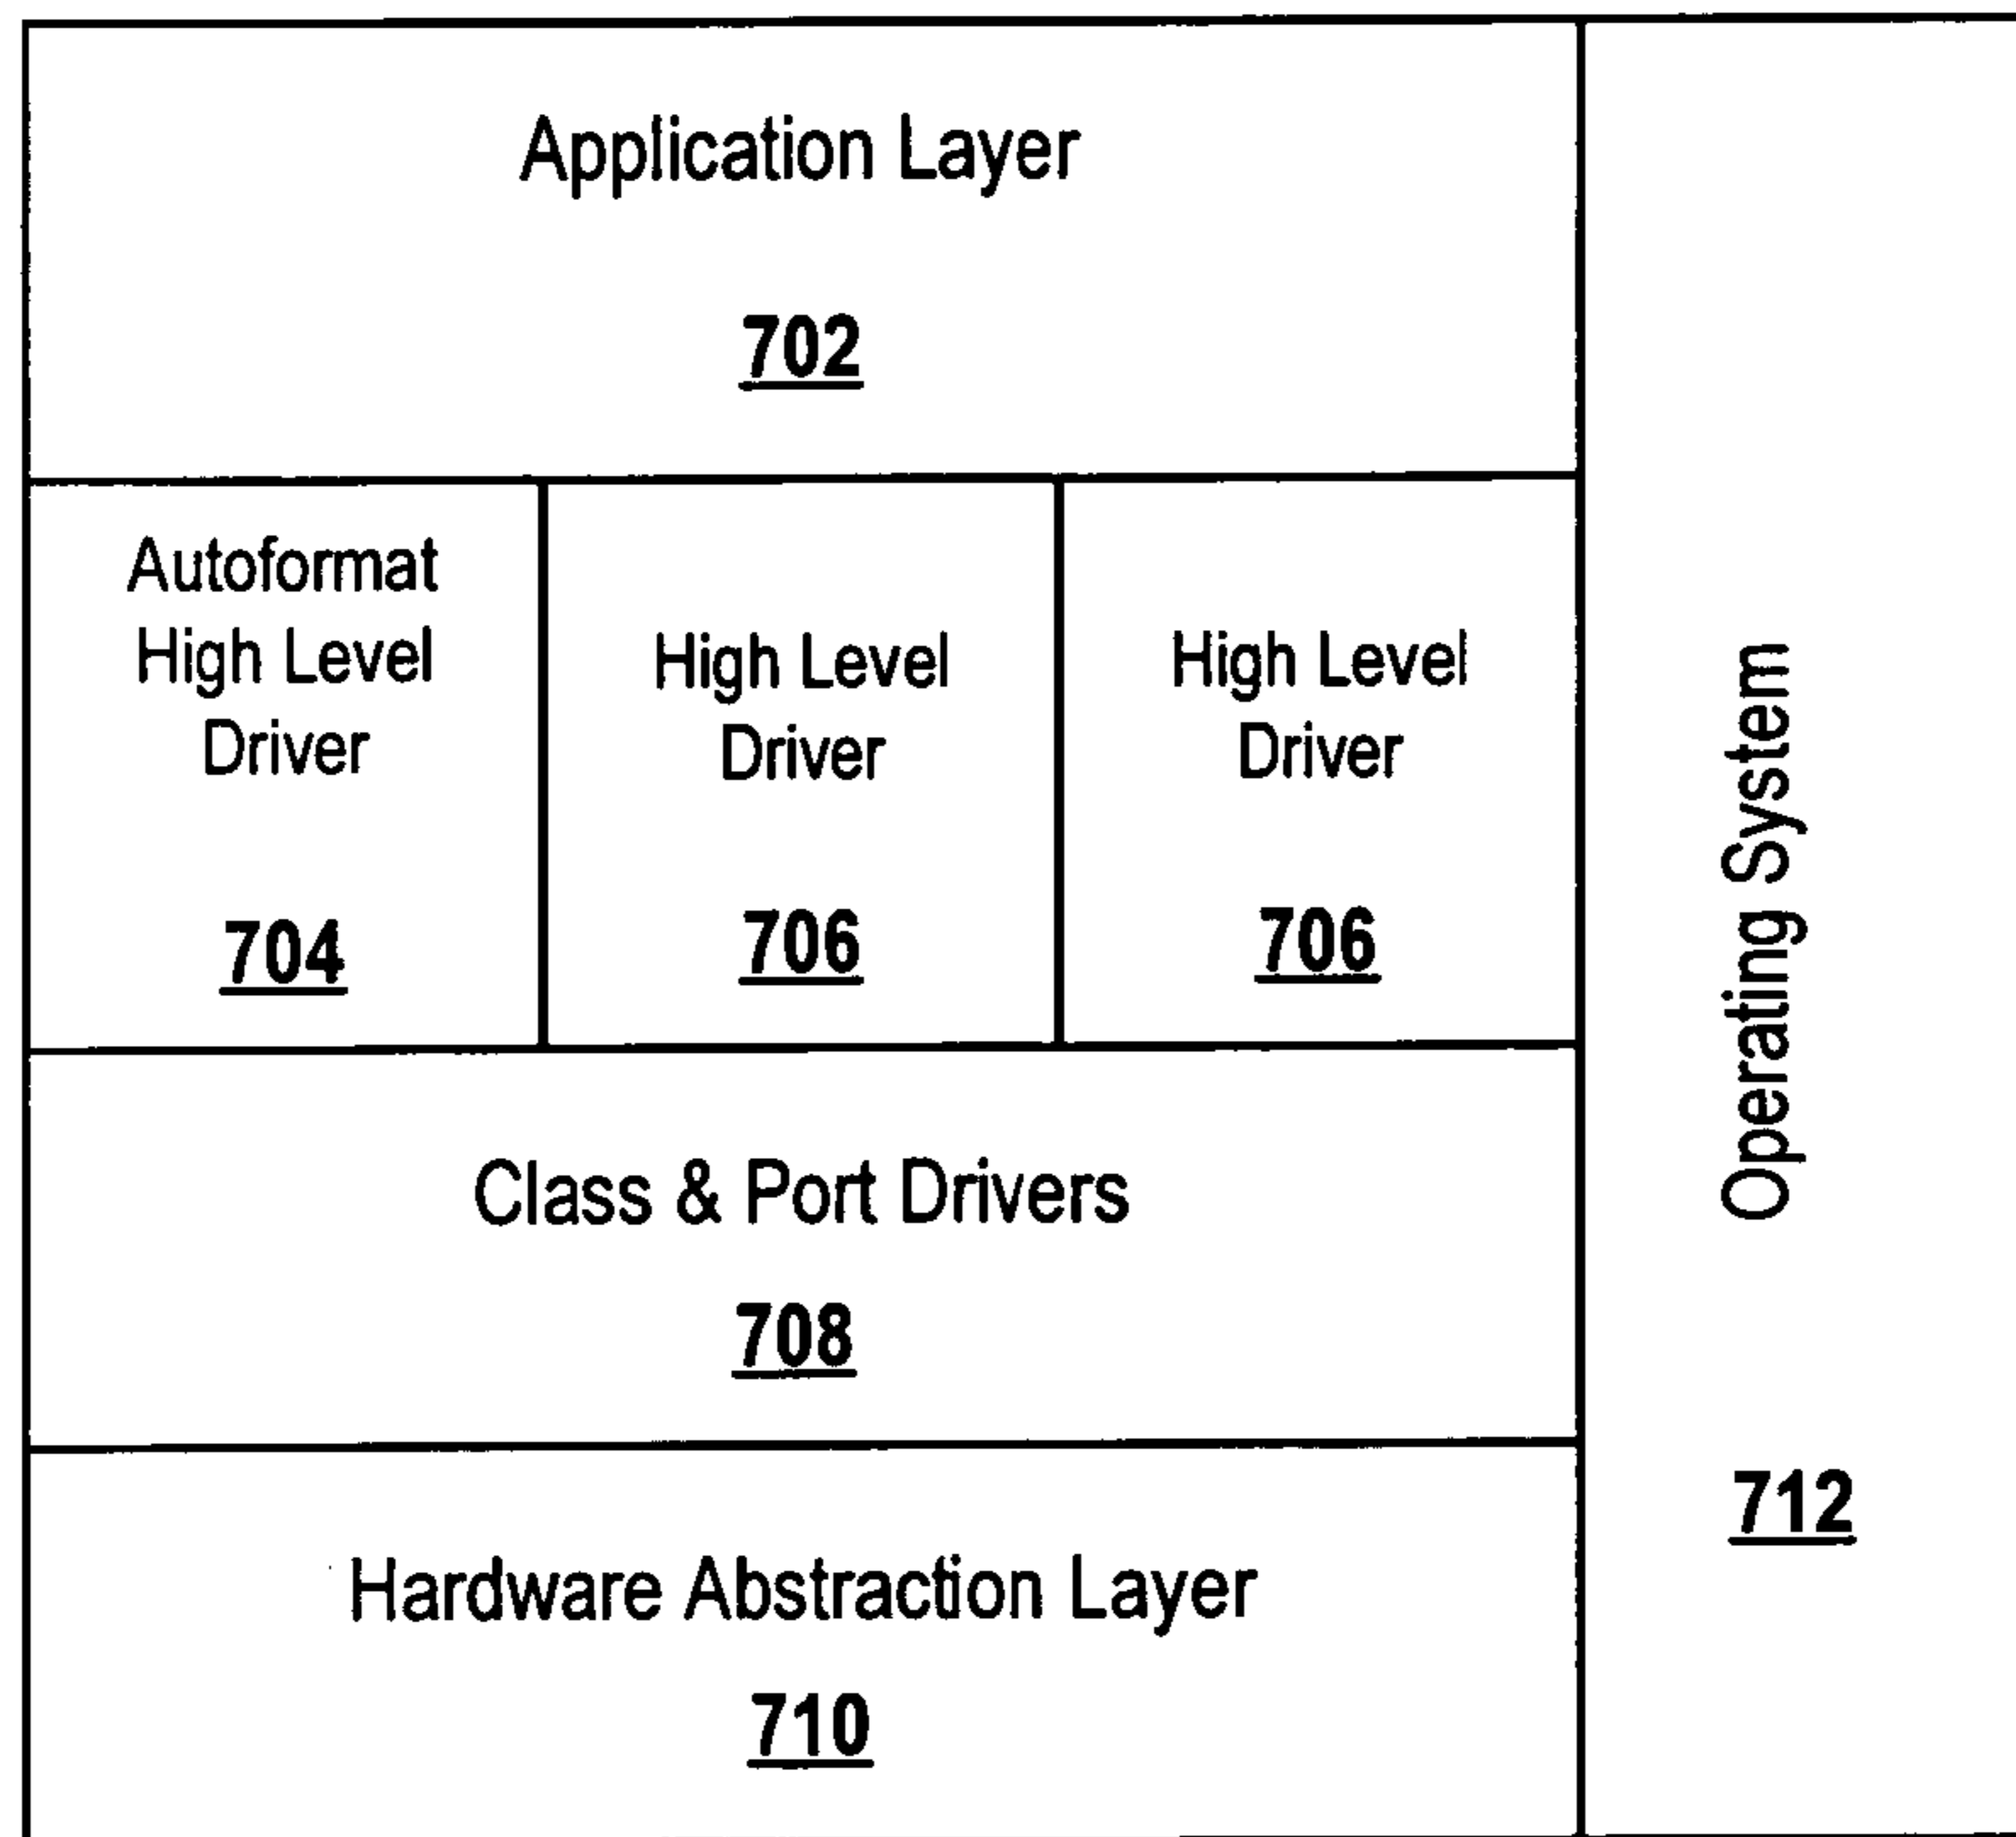 Application Layer
702
Autoformat
High Level
Driver
704
High Level
Driver
706
High Level
Driver
706
Class & Port Drivers
708
Hardware Abstraction Layer
710
Operating System
712